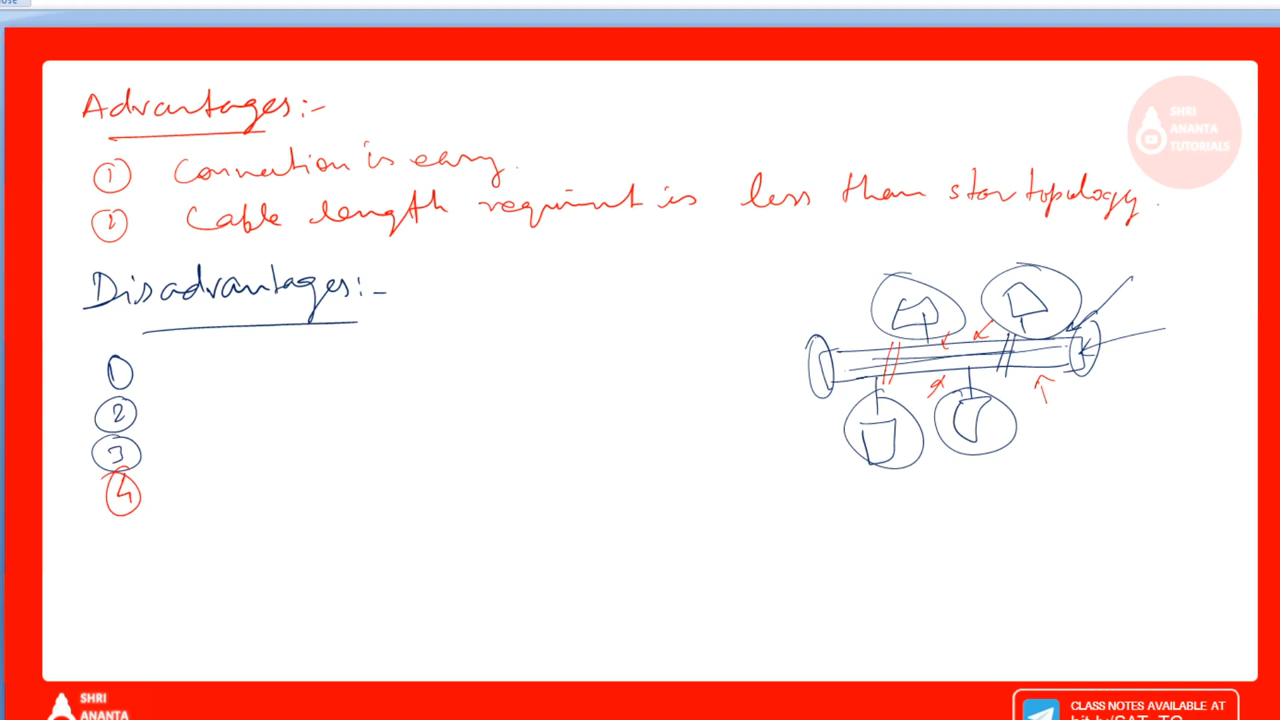 Advantages:-
① Connection is easy.
② Cable length requirment is less than star topology.
Disadvantages:-
①
②
③
④
SHRI
ANANTA
TUTORIALS
SHRI
ANANTA
CLASS NOTES AVAILABLE AT